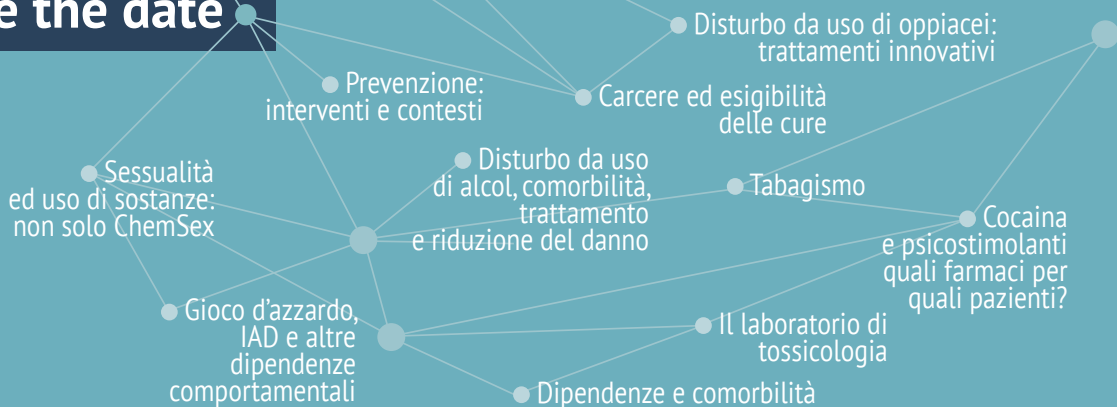 e the date
Disturbo da uso di oppiacei:
trattamenti innovativi
Prevenzione:
interventi e contesti
Carcere ed esigibilità
delle cure
Sessualità
ed uso di sostanze:
non solo ChemSex
Disturbo da uso
di alcol, comorbilità,
trattamento
e riduzione del danno
Tabagismo
Cocaina
e psicostimolanti
quali farmaci per
quali pazienti?
Gioco d'azzardo,
IAD e altre
dipendenze
comportamentali
Il laboratorio di
tossicologia
Dipendenze e comorbilità